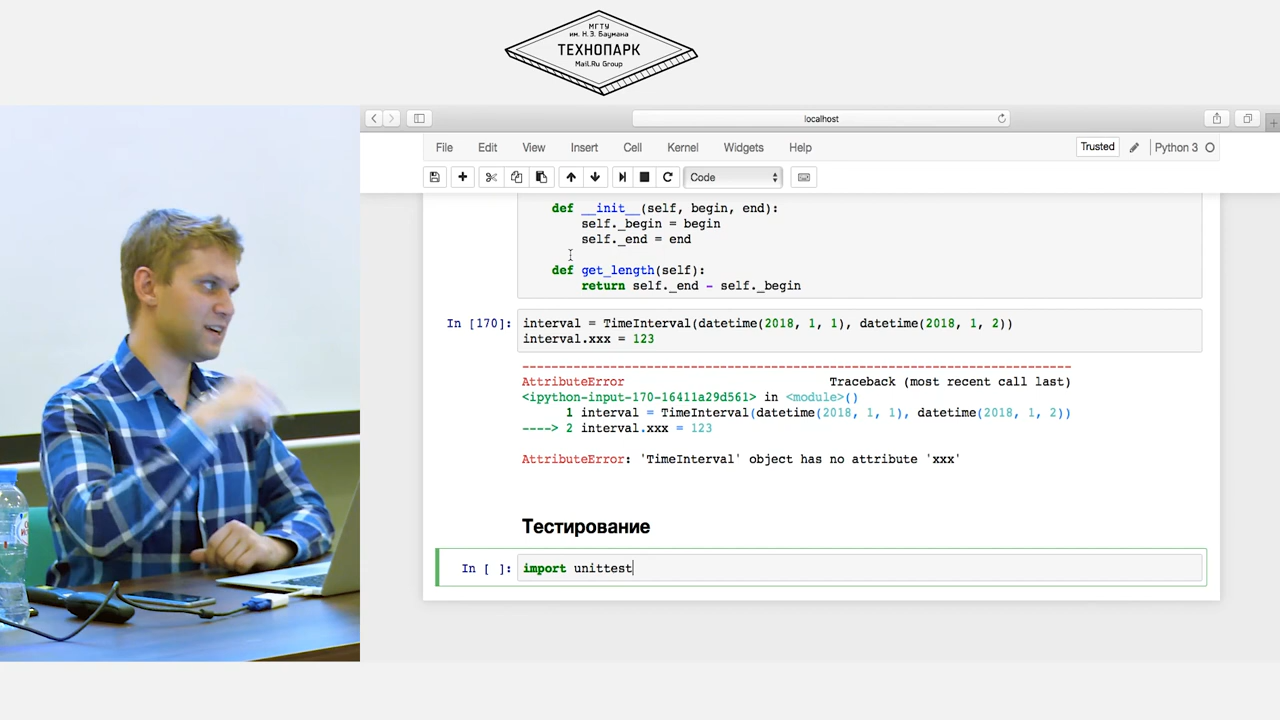 МГТУ
им. Н.Э. Баумана
ТЕХНОПАРК
Mail.Ru Group
localhost
File Edit View Insert Cell Kernel Widgets Help Trusted Python 3
Code
def __init__(self, begin, end):
self._begin = begin
self._end = end
def get_length(self):
return self._end - self._begin
In [170]: interval = TimeInterval(datetime(2018, 1, 1), datetime(2018, 1, 2))
interval.xxx = 123
---------------------------------------------------------------------------
AttributeError Traceback (most recent call last)
<ipython-input-170-16411a29d561> in <module>()
1 interval = TimeInterval(datetime(2018, 1, 1), datetime(2018, 1, 2))
----> 2 interval.xxx = 123
AttributeError: 'TimeInterval' object has no attribute 'xxx'
Тестирование
In [ ]: import unittest